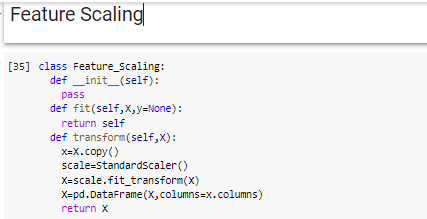 Feature Scaling
[35] class Feature_Scaling:
def __init__(self):
pass
def fit(self,X,y=None):
return self
def transform(self,X):
x=X.copy()
scale=StandardScaler()
X=scale.fit_transform(X)
X=pd.DataFrame(X,columns=x.columns)
return X